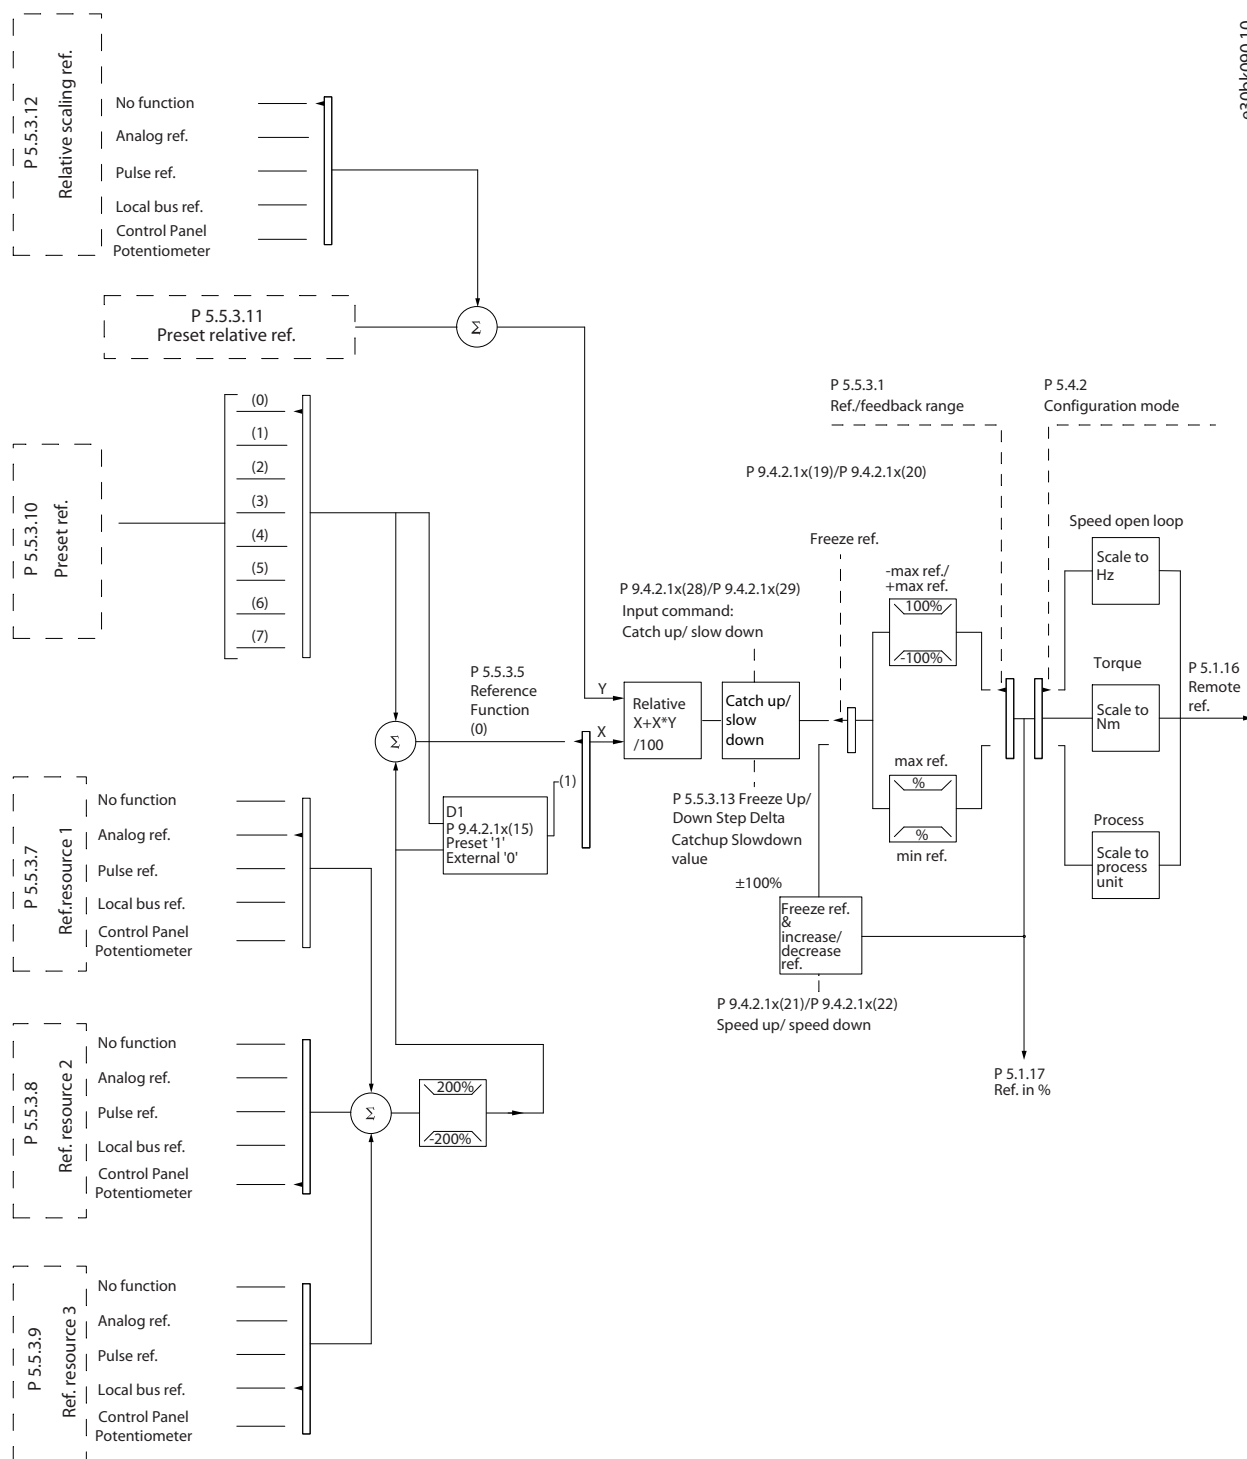 e30bk090.10
P 5.5.3.12
Relative scaling ref.
No function
Analog ref.
Pulse ref.
Local bus ref.
Control Panel
Potentiometer
P 5.5.3.11
Preset relative ref.
Σ
P 5.5.3.10
Preset ref.
(0)
(1)
(2)
(3)
(4)
(5)
(6)
(7)
P 5.5.3.5
Reference
Function
(0)
Σ
Y
X
(1)
D1
P 9.4.2.1x(15)
Preset '1'
External '0'
Relative
X+X*Y
/100
P 9.4.2.1x(28)/P 9.4.2.1x(29)
Input command:
Catch up/ slow down
Catch up/
slow
down
P 5.5.3.13 Freeze Up/
Down Step Delta
Catchup Slowdown
value
Freeze ref.
P 9.4.2.1x(19)/P 9.4.2.1x(20)
P 5.5.3.1
Ref./feedback range
P 5.4.2
Configuration mode
-max ref./
+max ref.
100%
-100%
max ref.
%
%
min ref.
±100%
Freeze ref.
&
increase/
decrease
ref.
P 9.4.2.1x(21)/P 9.4.2.1x(22)
Speed up/ speed down
Speed open loop
Scale to
Hz
Torque
Scale to
Nm
Process
Scale to
process
unit
P 5.1.16
Remote
ref.
P 5.1.17
Ref. in %
P 5.5.3.7
Ref.resource 1
No function
Analog ref.
Pulse ref.
Local bus ref.
Control Panel
Potentiometer
P 5.5.3.8
Ref. resource 2
No function
Analog ref.
Pulse ref.
Local bus ref.
Control Panel
Potentiometer
Σ
200%
-200%
P 5.5.3.9
Ref. resource 3
No function
Analog ref.
Pulse ref.
Local bus ref.
Control Panel
Potentiometer